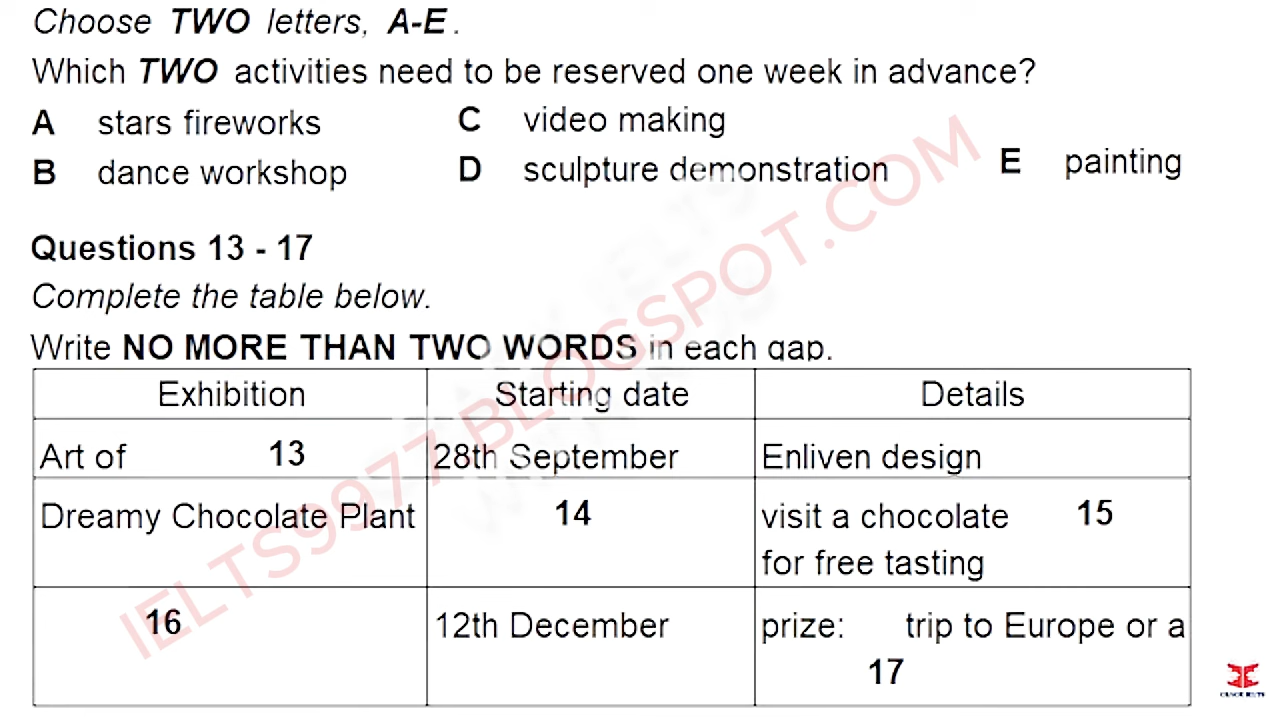 Choose TWO letters, A-E.
Which TWO activities need to be reserved one week in advance?
A stars fireworks C video making
B dance workshop D sculpture demonstration E painting
Questions 13 - 17
Complete the table below.
Write NO MORE THAN TWO WORDS in each gap.
Exhibition Starting date Details
Art of 13 28th September Enliven design
Dreamy Chocolate Plant 14 visit a chocolate 15
for free tasting
16 12th December prize: trip to Europe or a
17
IELTS9977.BLOGSPOT.COM